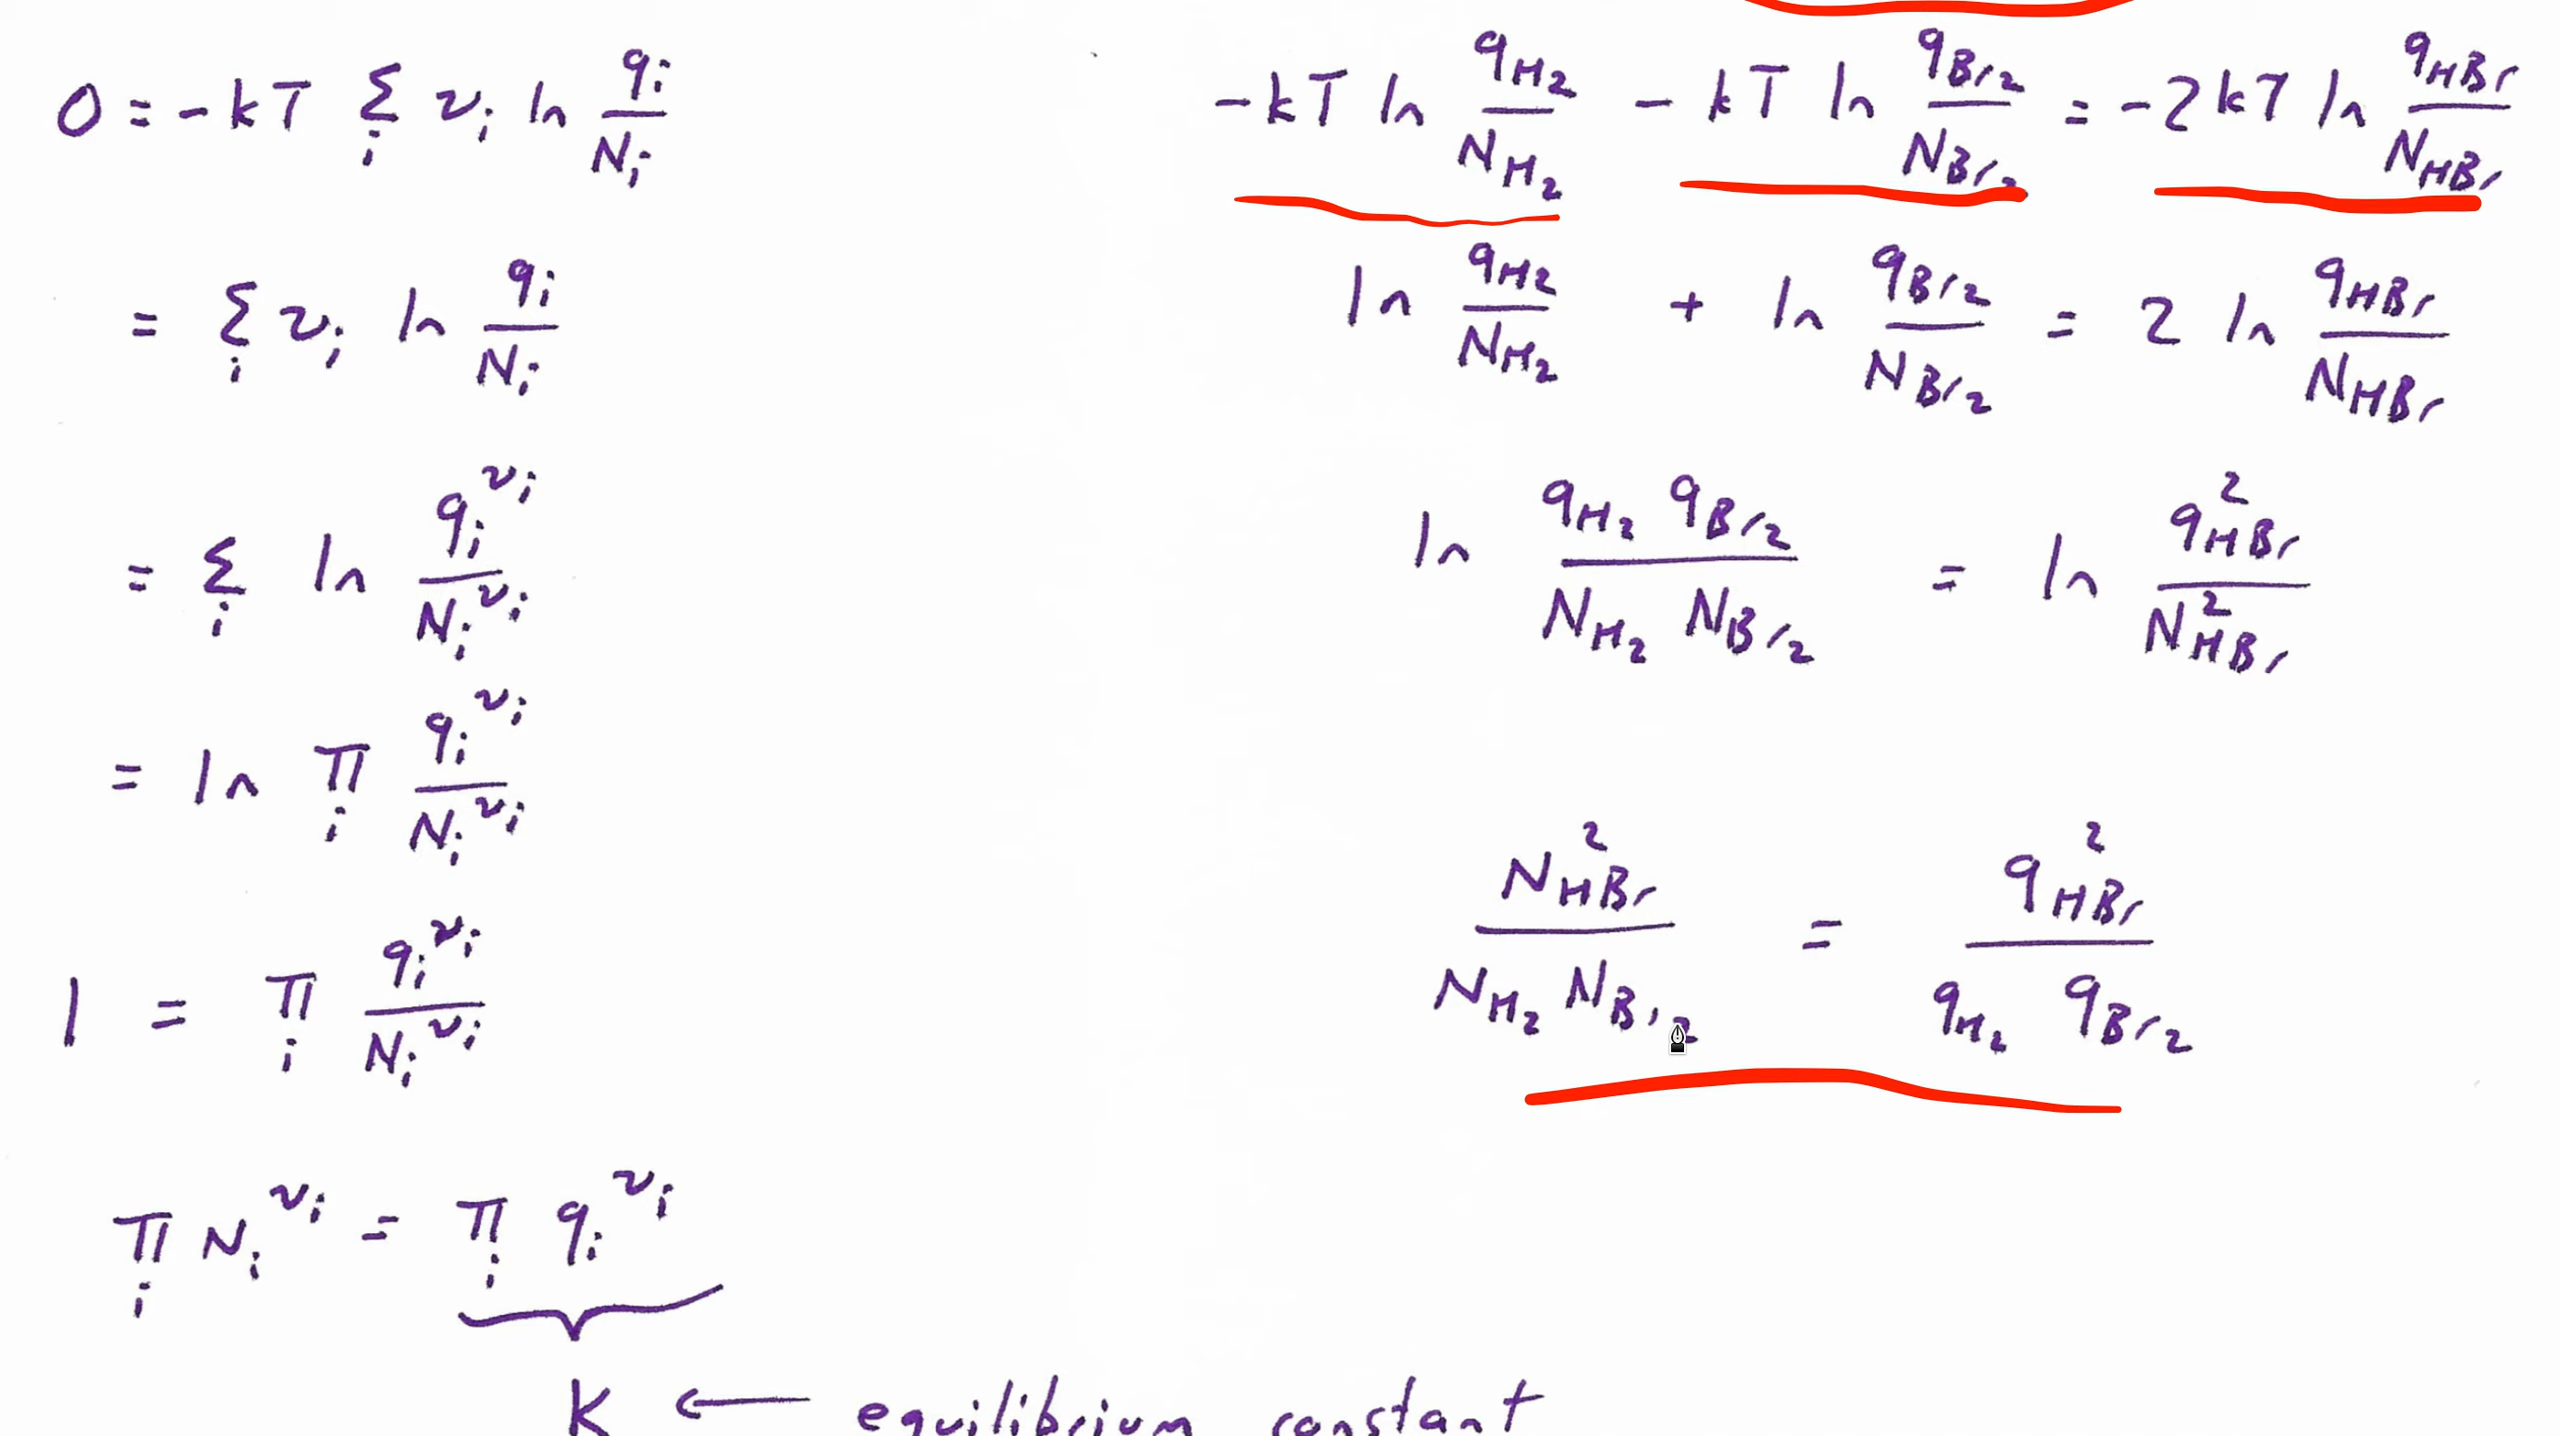 0 = -kT Σ_i ν_i ln q_i/N_i
= Σ_i ν_i ln q_i/N_i
= Σ_i ln q_i^ν_i/N_i^ν_i
= ln Π_i q_i^ν_i/N_i^ν_i
1 = Π_i q_i^ν_i/N_i^ν_i
Π_i N_i^ν_i = Π_i q_i^ν_i
K ← equilibrium constant
-kT ln q_H2/N_H2 - kT ln q_Br2/N_Br2 = -2kT ln q_HBr/N_HBr
ln q_H2/N_H2 + ln q_Br2/N_Br2 = 2 ln q_HBr/N_HBr
ln q_H2 q_Br2/N_H2 N_Br2 = ln q_HBr^2/N_HBr^2
N_HBr^2/N_H2 N_Br2 = q_HBr^2/q_H2 q_Br2